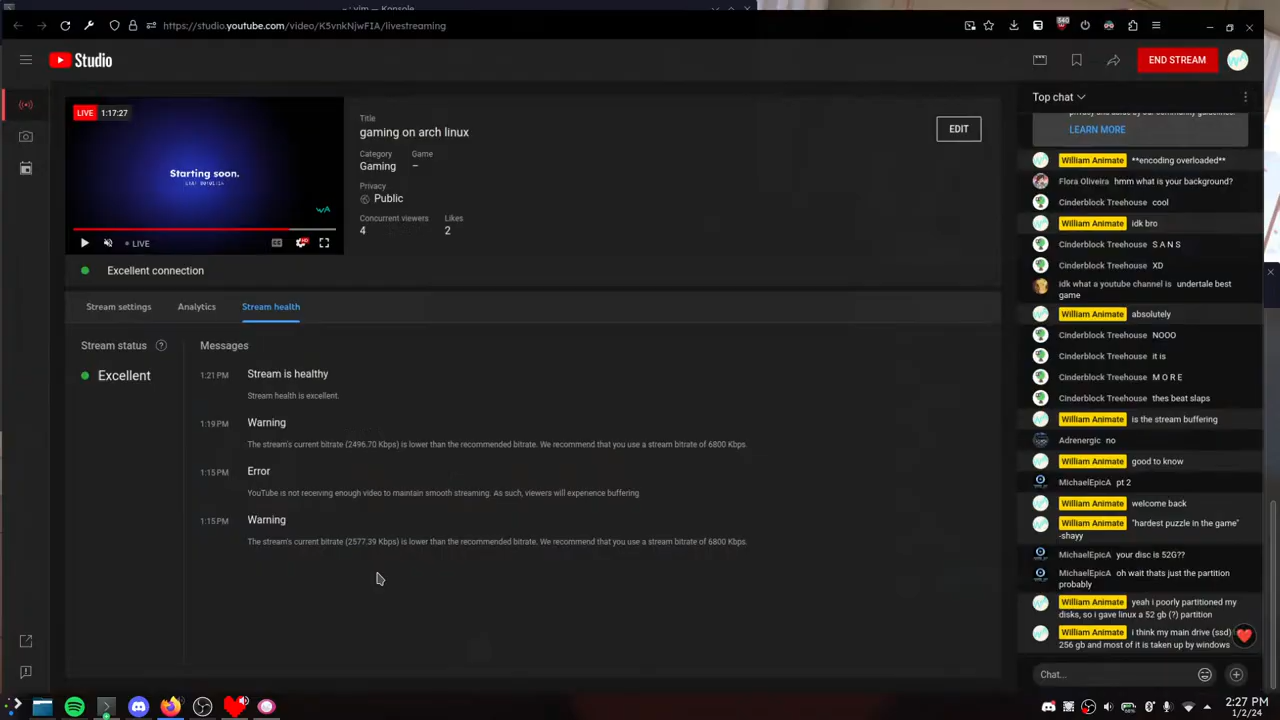 : vim — Konsole
https://studio.youtube.com/video/K5vnkNjwFIA/livestreaming
540
Studio
END STREAM
LIVE 1:17:27
Starting soon.
wA
LIVE
Title
gaming on arch linux
EDIT
Category Game
Gaming –
Privacy
Public
Concurrent viewers Likes
4 2
Excellent connection
Stream settings Analytics Stream health
Stream status Messages
Excellent
1:21 PM Stream is healthy
Stream health is excellent.
1:19 PM Warning
The stream's current bitrate (2496.70 Kbps) is lower than the recommended bitrate. We recommend that you use a stream bitrate of 6800 Kbps.
1:15 PM Error
YouTube is not receiving enough video to maintain smooth streaming. As such, viewers will experience buffering.
1:15 PM Warning
The stream's current bitrate (2577.39 Kbps) is lower than the recommended bitrate. We recommend that you use a stream bitrate of 6800 Kbps.
Top chat
privacy and abide by our community guidelines.
LEARN MORE
William Animate **encoding overloaded**
Flora Oliveira hmm what is your background?
Cinderblock Treehouse cool
William Animate idk bro
Cinderblock Treehouse S A N S
Cinderblock Treehouse XD
idk what a youtube channel is undertale best
game
William Animate absolutely
Cinderblock Treehouse NOOO
Cinderblock Treehouse it is
Cinderblock Treehouse M O R E
Cinderblock Treehouse thes beat slaps
William Animate is the stream buffering
Adrenergic no
William Animate good to know
MichaelEpicA pt 2
William Animate welcome back
William Animate "hardest puzzle in the game"
-shayy
MichaelEpicA your disc is 52G??
MichaelEpicA oh wait thats just the partition
probably
William Animate yeah i poorly partitioned my
disks, so i gave linux a 52 gb (?) partition
William Animate i think my main drive (ssd) i
256 gb and most of it is taken up by windows
Chat...
2:27 PM
1/2/24